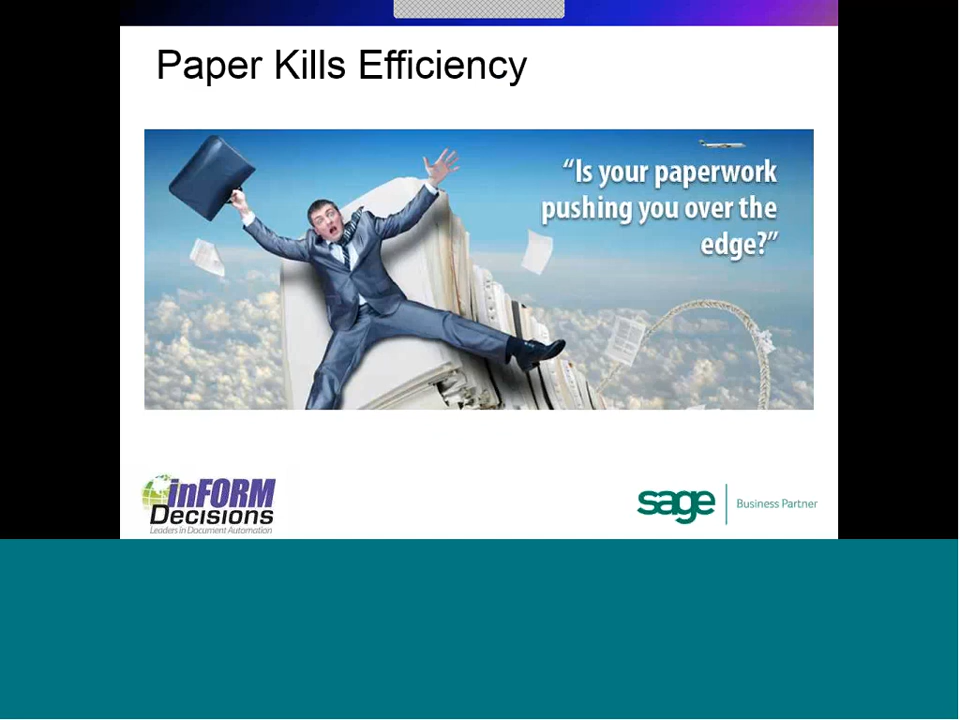 Paper Kills Efficiency
“Is your paperwork
pushing you over the
edge?”
inFORM
Decisions
Leaders in Document Automation
sage
Business Partner